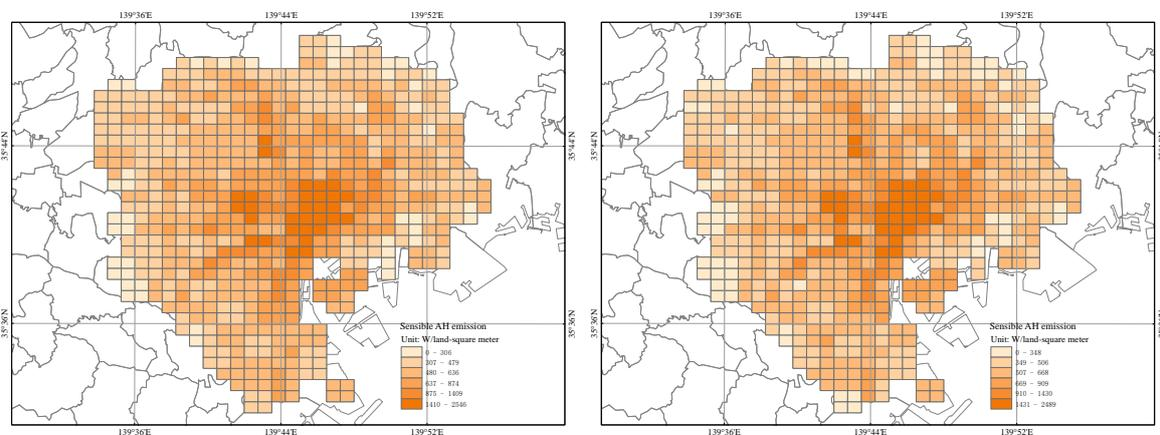 139°36'E 139°44'E 139°52'E
139°36'E 139°44'E 139°52'E
35°44'N
35°44'N
35°36'N
35°36'N
Sensible AH emission
Unit: W/land-square meter
0 - 306
307 - 479
480 - 636
637 - 874
875 - 1409
1410 - 2546
Sensible AH emission
Unit: W/land-square meter
0 - 348
349 - 506
507 - 668
669 - 909
910 - 1430
1431 - 2489
139°36'E 139°44'E 139°52'E
139°36'E 139°44'E 139°52'E